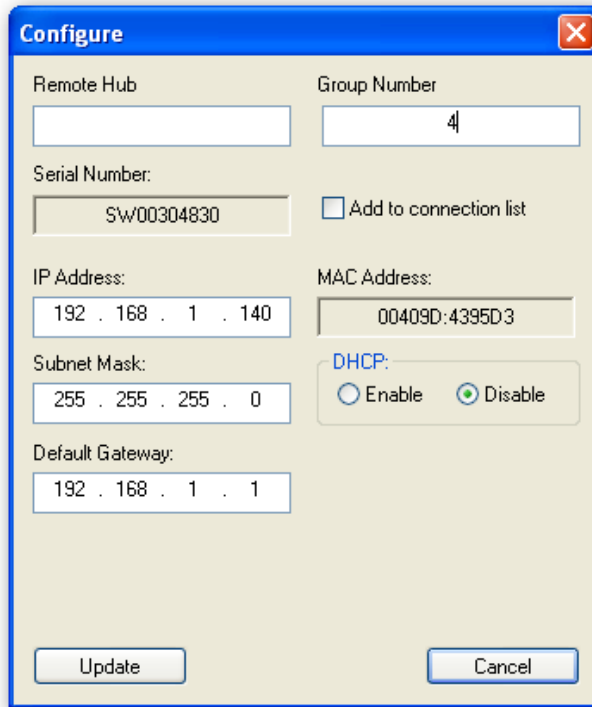 Configure
Remote Hub
Group Number
4
Serial Number:
SW00304830
Add to connection list
IP Address:
MAC Address:
192 . 168 . 1 . 140
00409D:4395D3
Subnet Mask:
DHCP:
255 . 255 . 255 . 0
Enable
Disable
Default Gateway:
192 . 168 . 1 . 1
Update
Cancel